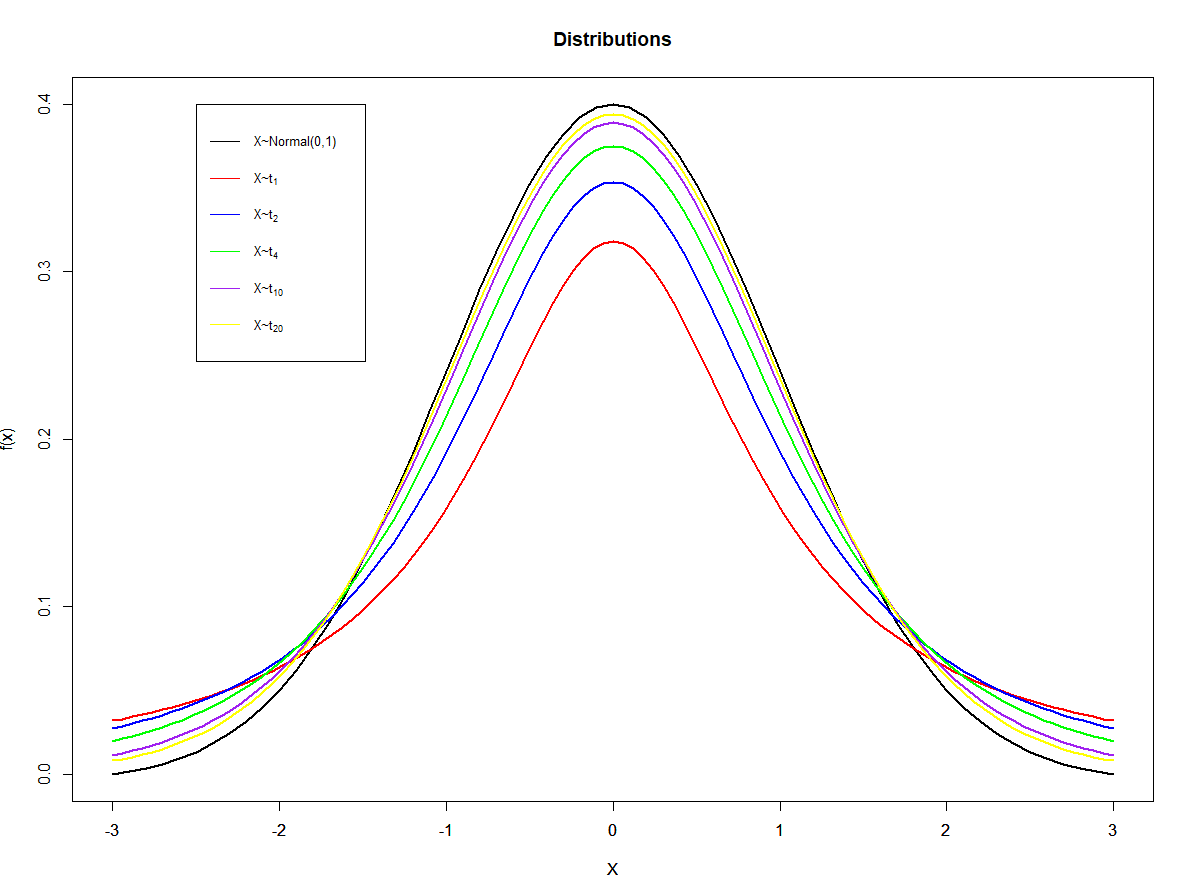 Distributions
X~Normal(0,1)
X~t1
X~t2
X~t4
X~t10
X~t20
f(x)
0.4
0.3
0.2
0.1
0.0
-3 -2 -1 0 1 2 3
X